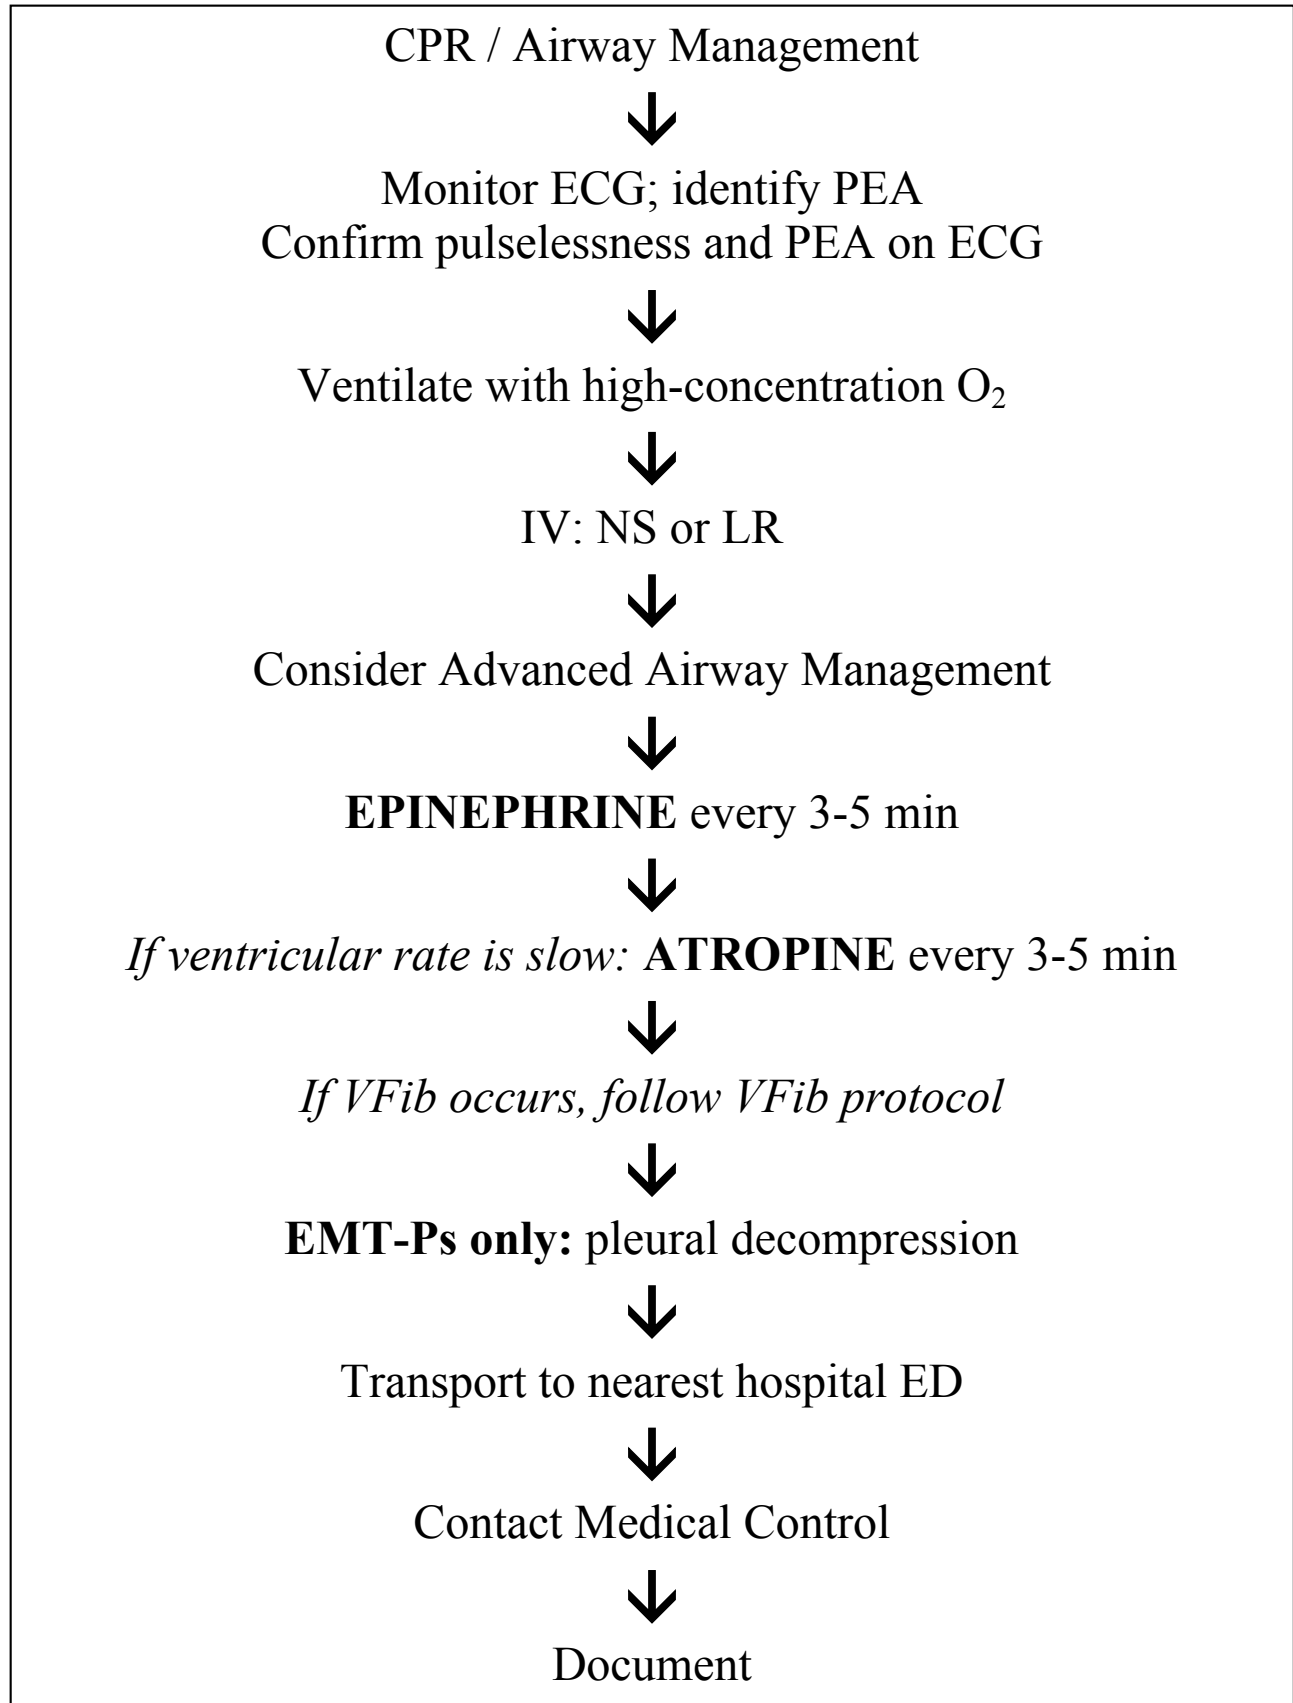 CPR / Airway Management
Monitor ECG; identify PEA
Confirm pulselessness and PEA on ECG
Ventilate with high-concentration O₂
IV: NS or LR
Consider Advanced Airway Management
EPINEPHRINE every 3-5 min
If ventricular rate is slow: ATROPINE every 3-5 min
If VFib occurs, follow VFib protocol
EMT-Ps only: pleural decompression
Transport to nearest hospital ED
Contact Medical Control
Document